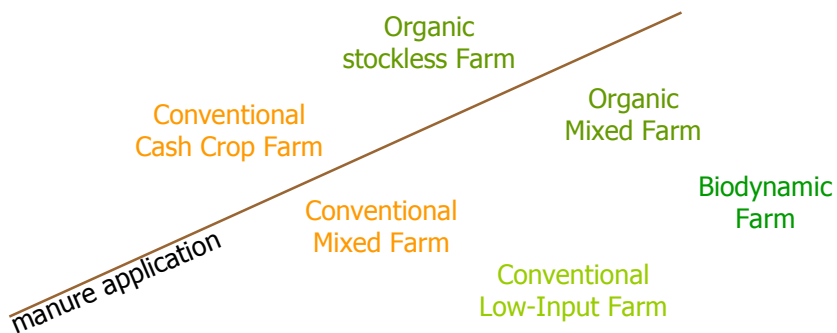 Organic
stockless Farm
Organic
Mixed Farm
Conventional
Cash Crop Farm
Biodynamic
Farm
Conventional
Mixed Farm
manure application
Conventional
Low-Input Farm